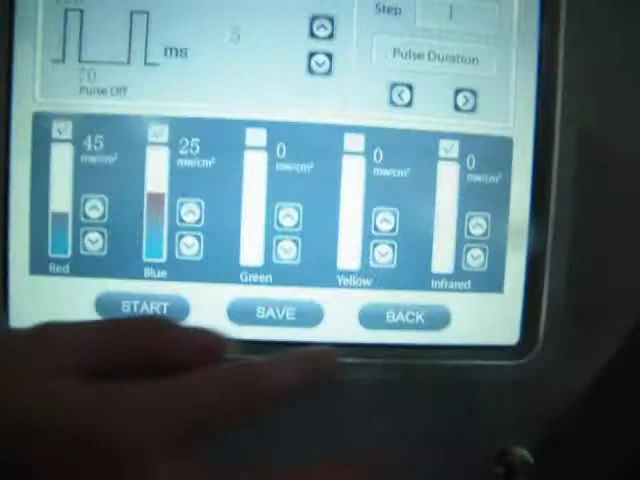 Step 1
5
ms
Pulse Duration
70
Pulse Off
45 mw/cm²
25 mw/cm²
0 mw/cm²
0 mw/cm²
0 mw/cm²
Red
Blue
Green
Yellow
Infrared
START
SAVE
BACK